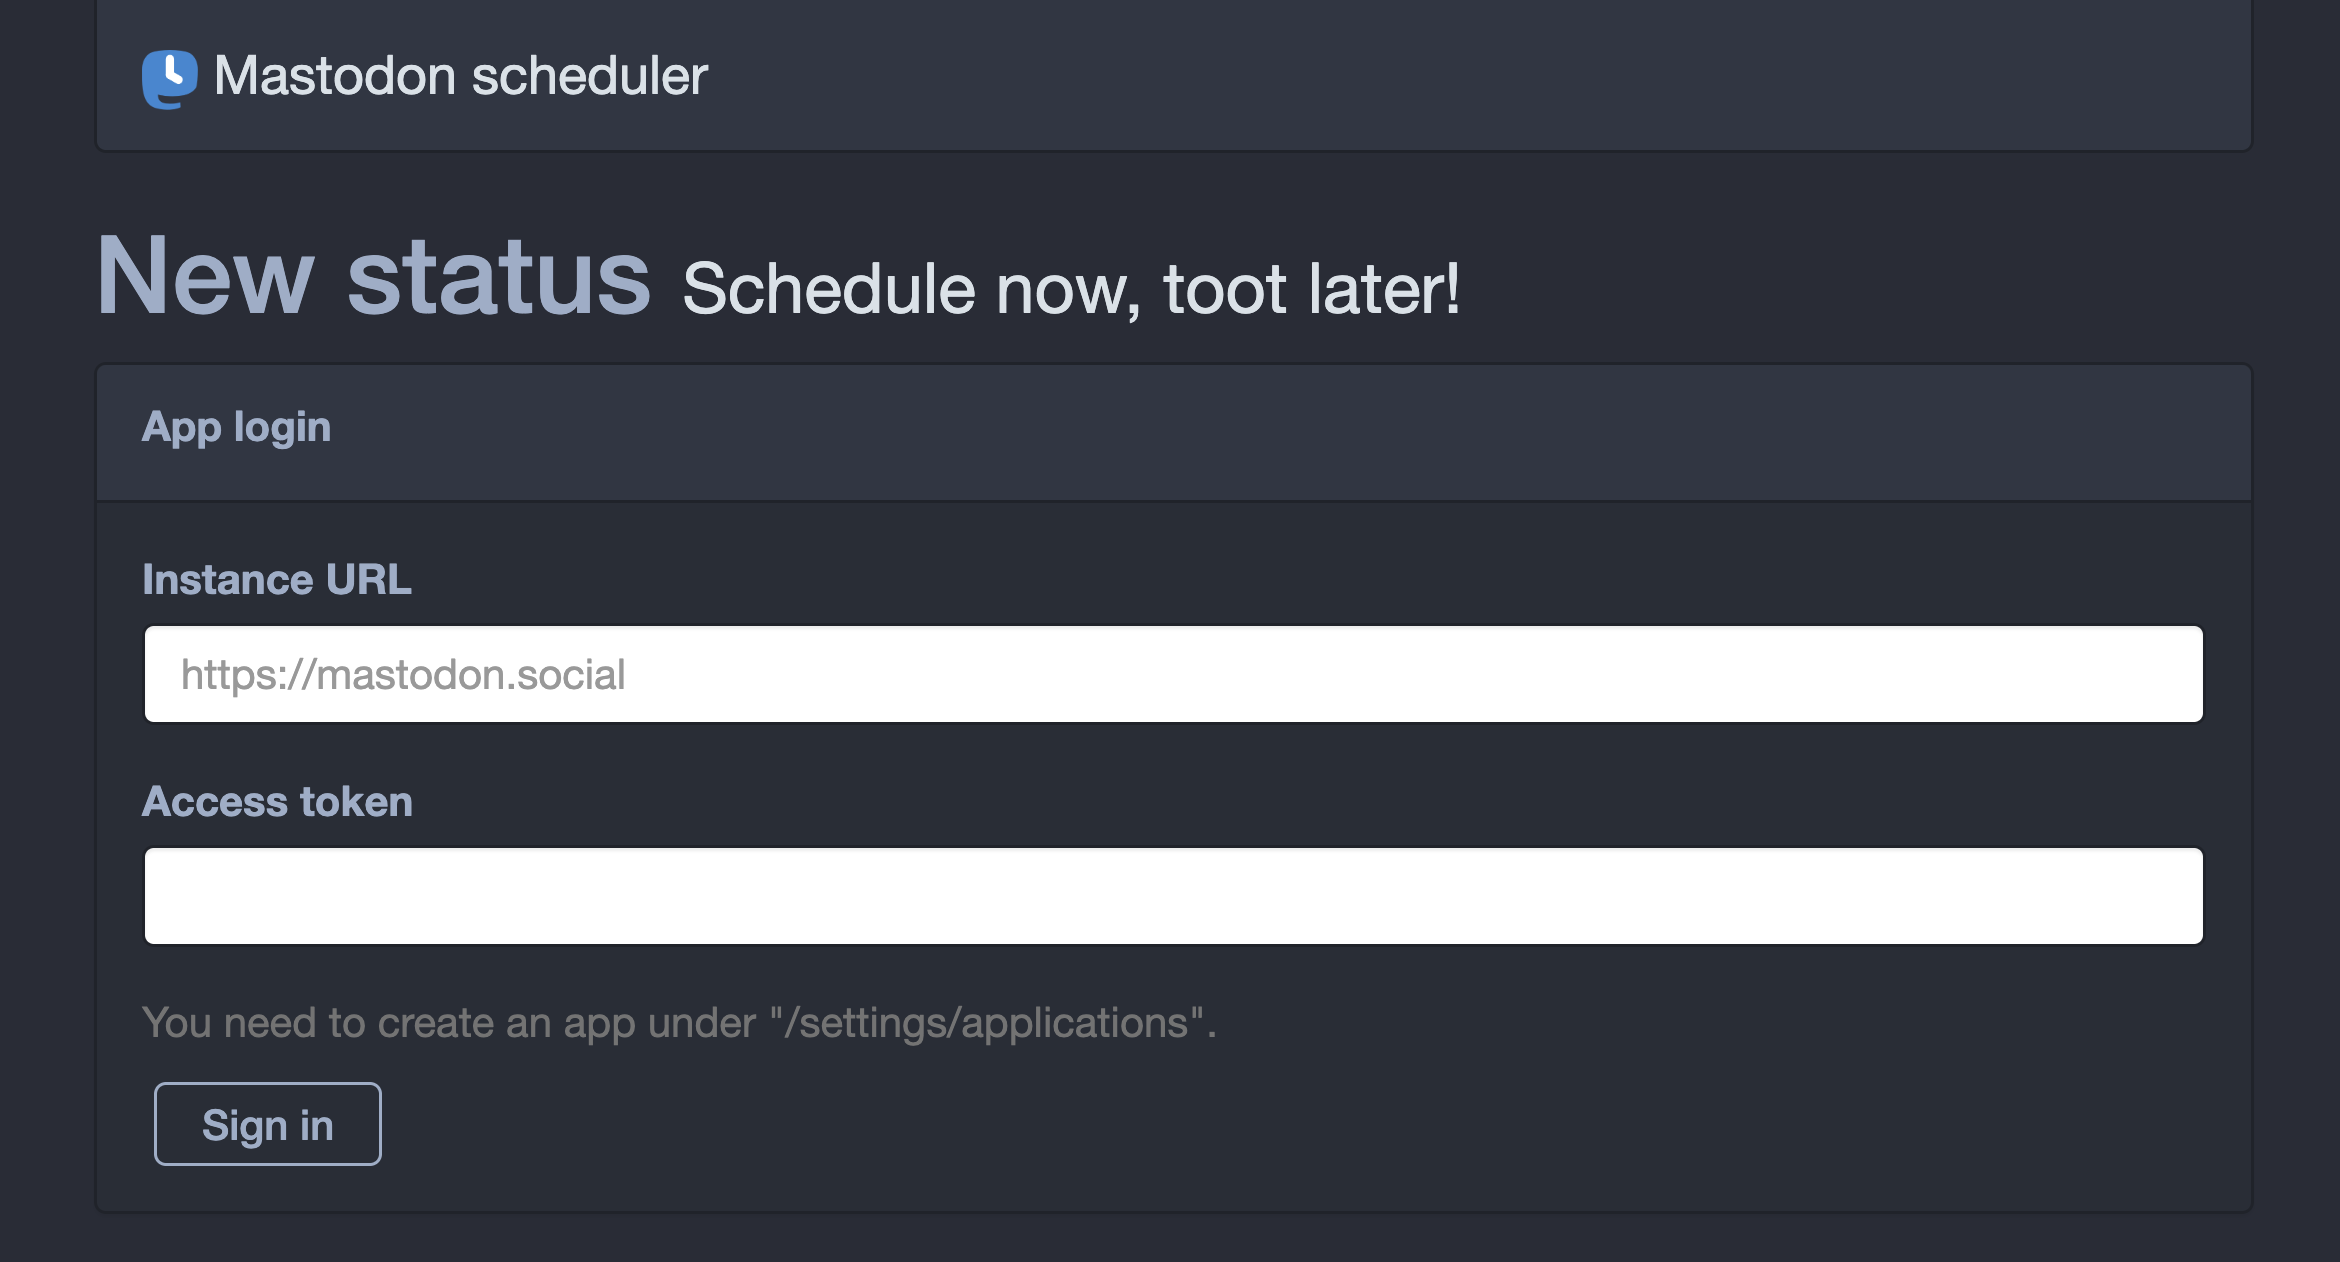 Mastodon scheduler
New status Schedule now, toot later!
App login
Instance URL
https://mastodon.social
Access token
You need to create an app under "/settings/applications".
Sign in